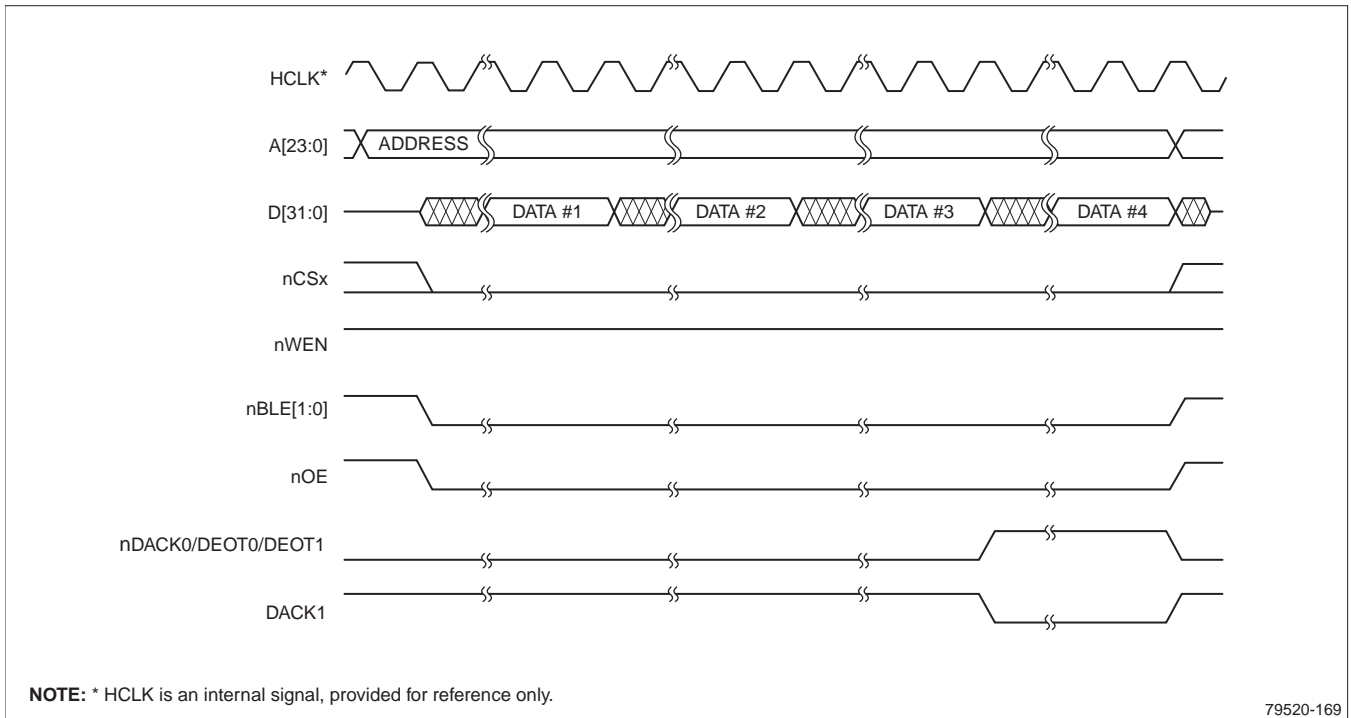 HCLK*
A[23:0]
ADDRESS
D[31:0]
DATA #1
DATA #2
DATA #3
DATA #4
nCSx
nWEN
nBLE[1:0]
nOE
nDACK0/DEOT0/DEOT1
DACK1
NOTE: * HCLK is an internal signal, provided for reference only.
79520-169